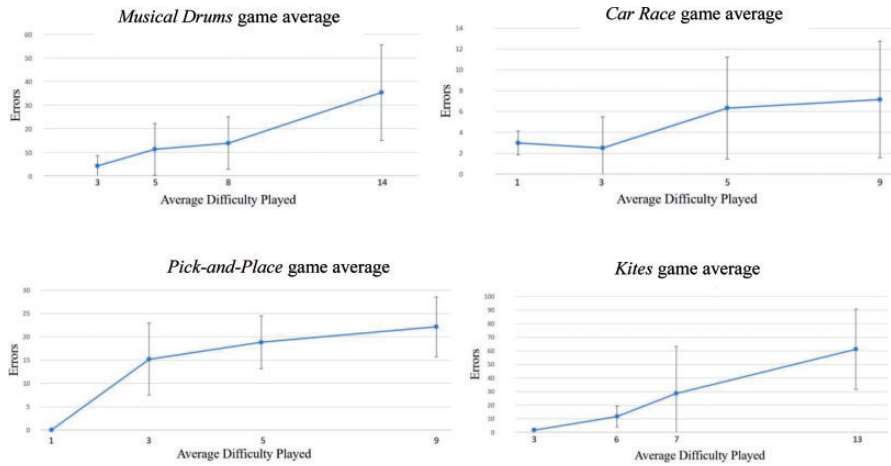 Musical Drums game average
60
50
40
30
20
10
0
Errors
3 5 8 14
Average Difficulty Played
Car Race game average
14
12
10
8
6
4
2
0
Errors
1 3 5 9
Average Difficulty Played
Pick-and-Place game average
30
25
20
15
10
5
0
Errors
1 3 5 9
Average Difficulty Played
Kites game average
100
90
80
70
60
50
40
30
20
10
0
Errors
3 6 7 13
Average Difficulty Played